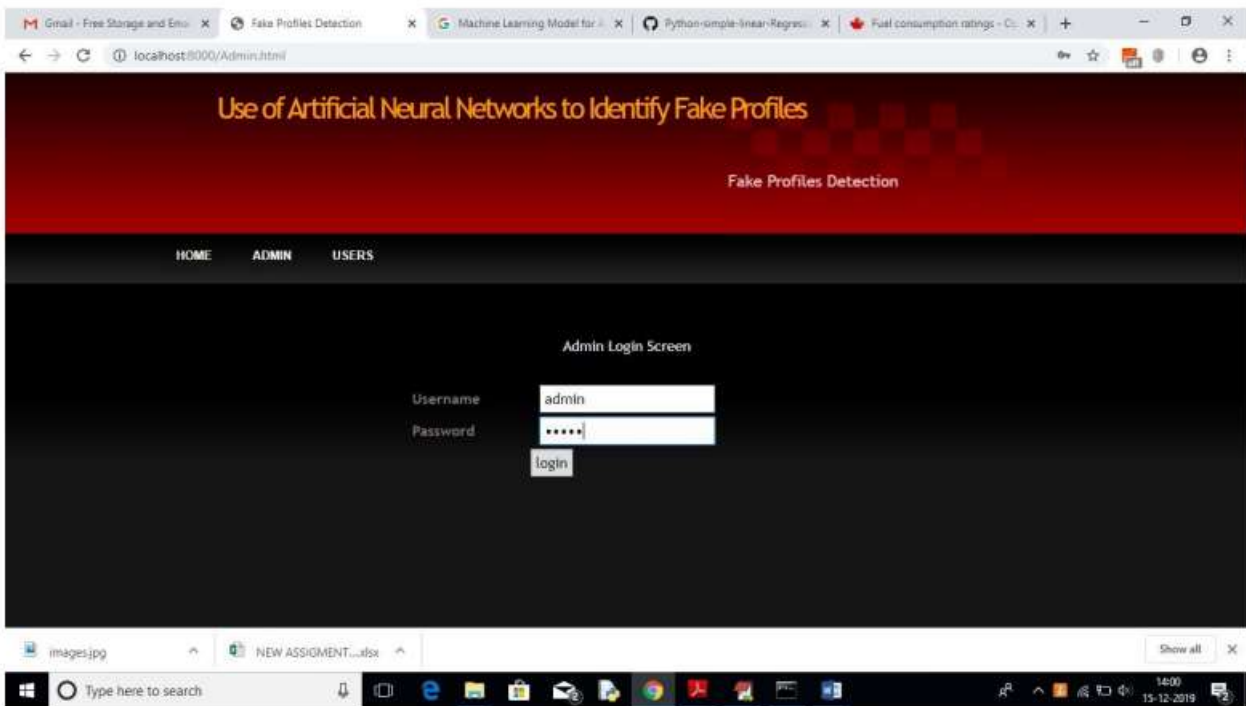 Gmail - Free Storage and Ema
Fake Profiles Detection
Machine Learning Model for
Python-simple-linear-Regress
Fuel consumption ratings - C
localhost:8000/Admin.html
Use of Artificial Neural Networks to Identify Fake Profiles
Fake Profiles Detection
HOME ADMIN USERS
Admin Login Screen
Username admin
Password •••••
login
images.jpg
NEW ASSIGMENT....xlsx
Show all
Type here to search
14:00
15-12-2019